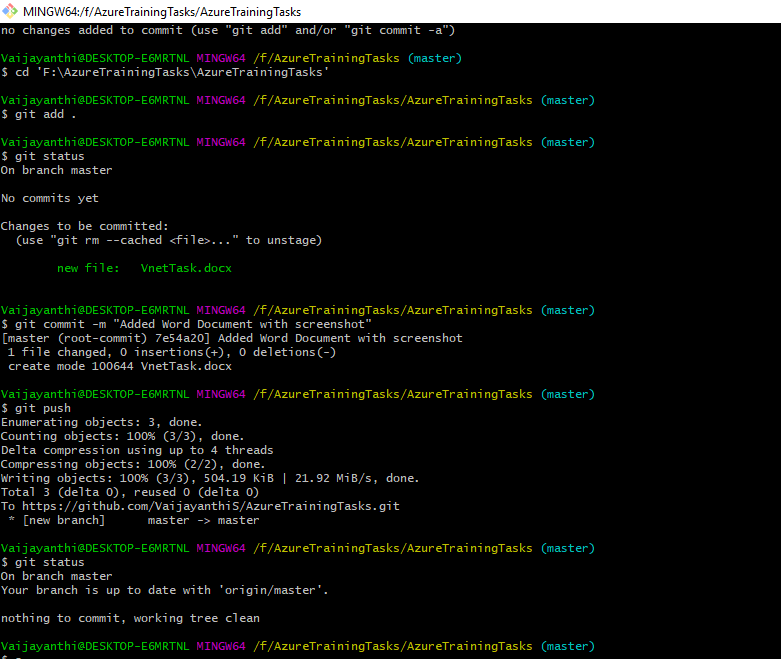 MINGW64:/f/AzureTrainingTasks/AzureTrainingTasks
no changes added to commit (use "git add" and/or "git commit -a")
Vaijayanthi@DESKTOP-E6MRTNL MINGW64 /f/AzureTrainingTasks (master)
$ cd 'F:\AzureTrainingTasks\AzureTrainingTasks'
Vaijayanthi@DESKTOP-E6MRTNL MINGW64 /f/AzureTrainingTasks/AzureTrainingTasks (master)
$ git add .
Vaijayanthi@DESKTOP-E6MRTNL MINGW64 /f/AzureTrainingTasks/AzureTrainingTasks (master)
$ git status
On branch master
No commits yet
Changes to be committed:
  (use "git rm --cached <file>..." to unstage)
        new file:   VnetTask.docx
Vaijayanthi@DESKTOP-E6MRTNL MINGW64 /f/AzureTrainingTasks/AzureTrainingTasks (master)
$ git commit -m "Added Word Document with screenshot"
[master (root-commit) 7e54a20] Added Word Document with screenshot
 1 file changed, 0 insertions(+), 0 deletions(-)
 create mode 100644 VnetTask.docx
Vaijayanthi@DESKTOP-E6MRTNL MINGW64 /f/AzureTrainingTasks/AzureTrainingTasks (master)
$ git push
Enumerating objects: 3, done.
Counting objects: 100% (3/3), done.
Delta compression using up to 4 threads
Compressing objects: 100% (2/2), done.
Writing objects: 100% (3/3), 504.19 KiB | 21.92 MiB/s, done.
Total 3 (delta 0), reused 0 (delta 0)
To https://github.com/VaijayanthiS/AzureTrainingTasks.git
 * [new branch]      master -> master
Vaijayanthi@DESKTOP-E6MRTNL MINGW64 /f/AzureTrainingTasks/AzureTrainingTasks (master)
$ git status
On branch master
Your branch is up to date with 'origin/master'.
nothing to commit, working tree clean
Vaijayanthi@DESKTOP-E6MRTNL MINGW64 /f/AzureTrainingTasks/AzureTrainingTasks (master)